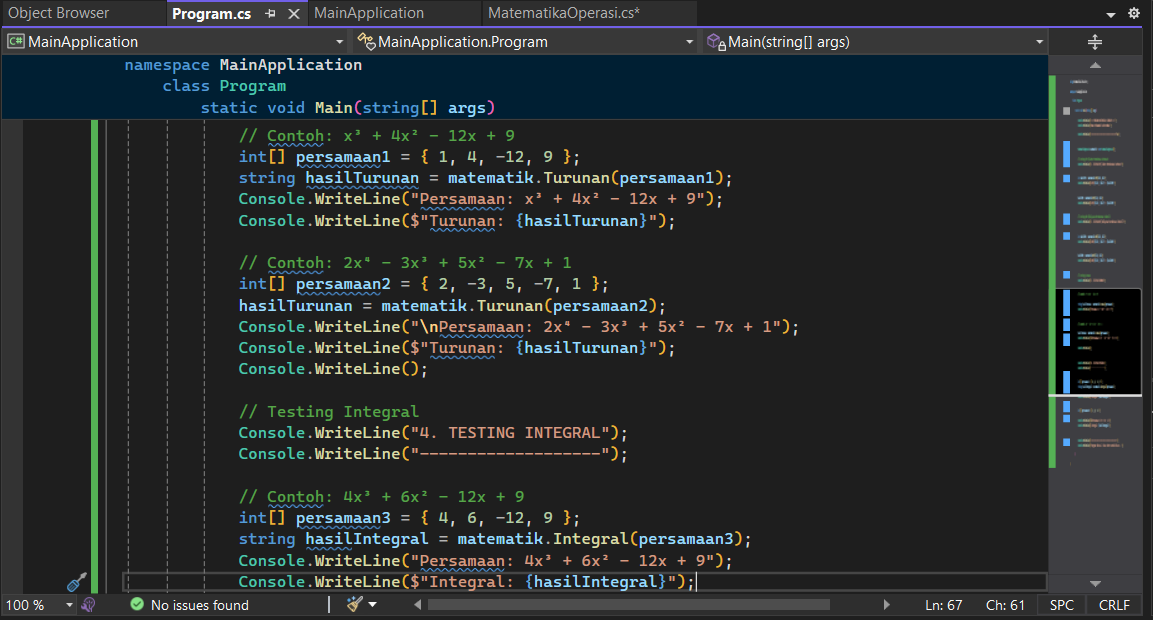 Object Browser
Program.cs
MainApplication
MatematikaOperasi.cs*
C# MainApplication
MainApplication.Program
Main(string[] args)
namespace MainApplication
class Program
static void Main(string[] args)
// Contoh: x³ + 4x² - 12x + 9
int[] persamaan1 = { 1, 4, -12, 9 };
string hasilTurunan = matematik.Turunan(persamaan1);
Console.WriteLine("Persamaan: x³ + 4x² - 12x + 9");
Console.WriteLine($"Turunan: {hasilTurunan}");
// Contoh: 2x⁴ - 3x³ + 5x² - 7x + 1
int[] persamaan2 = { 2, -3, 5, -7, 1 };
hasilTurunan = matematik.Turunan(persamaan2);
Console.WriteLine("\nPersamaan: 2x⁴ - 3x³ + 5x² - 7x + 1");
Console.WriteLine($"Turunan: {hasilTurunan}");
Console.WriteLine();
// Testing Integral
Console.WriteLine("4. TESTING INTEGRAL");
Console.WriteLine("-------------------");
// Contoh: 4x³ + 6x² - 12x + 9
int[] persamaan3 = { 4, 6, -12, 9 };
string hasilIntegral = matematik.Integral(persamaan3);
Console.WriteLine("Persamaan: 4x³ + 6x² - 12x + 9");
Console.WriteLine($"Integral: {hasilIntegral}");
100 %
No issues found
Ln: 67
Ch: 61
SPC
CRLF